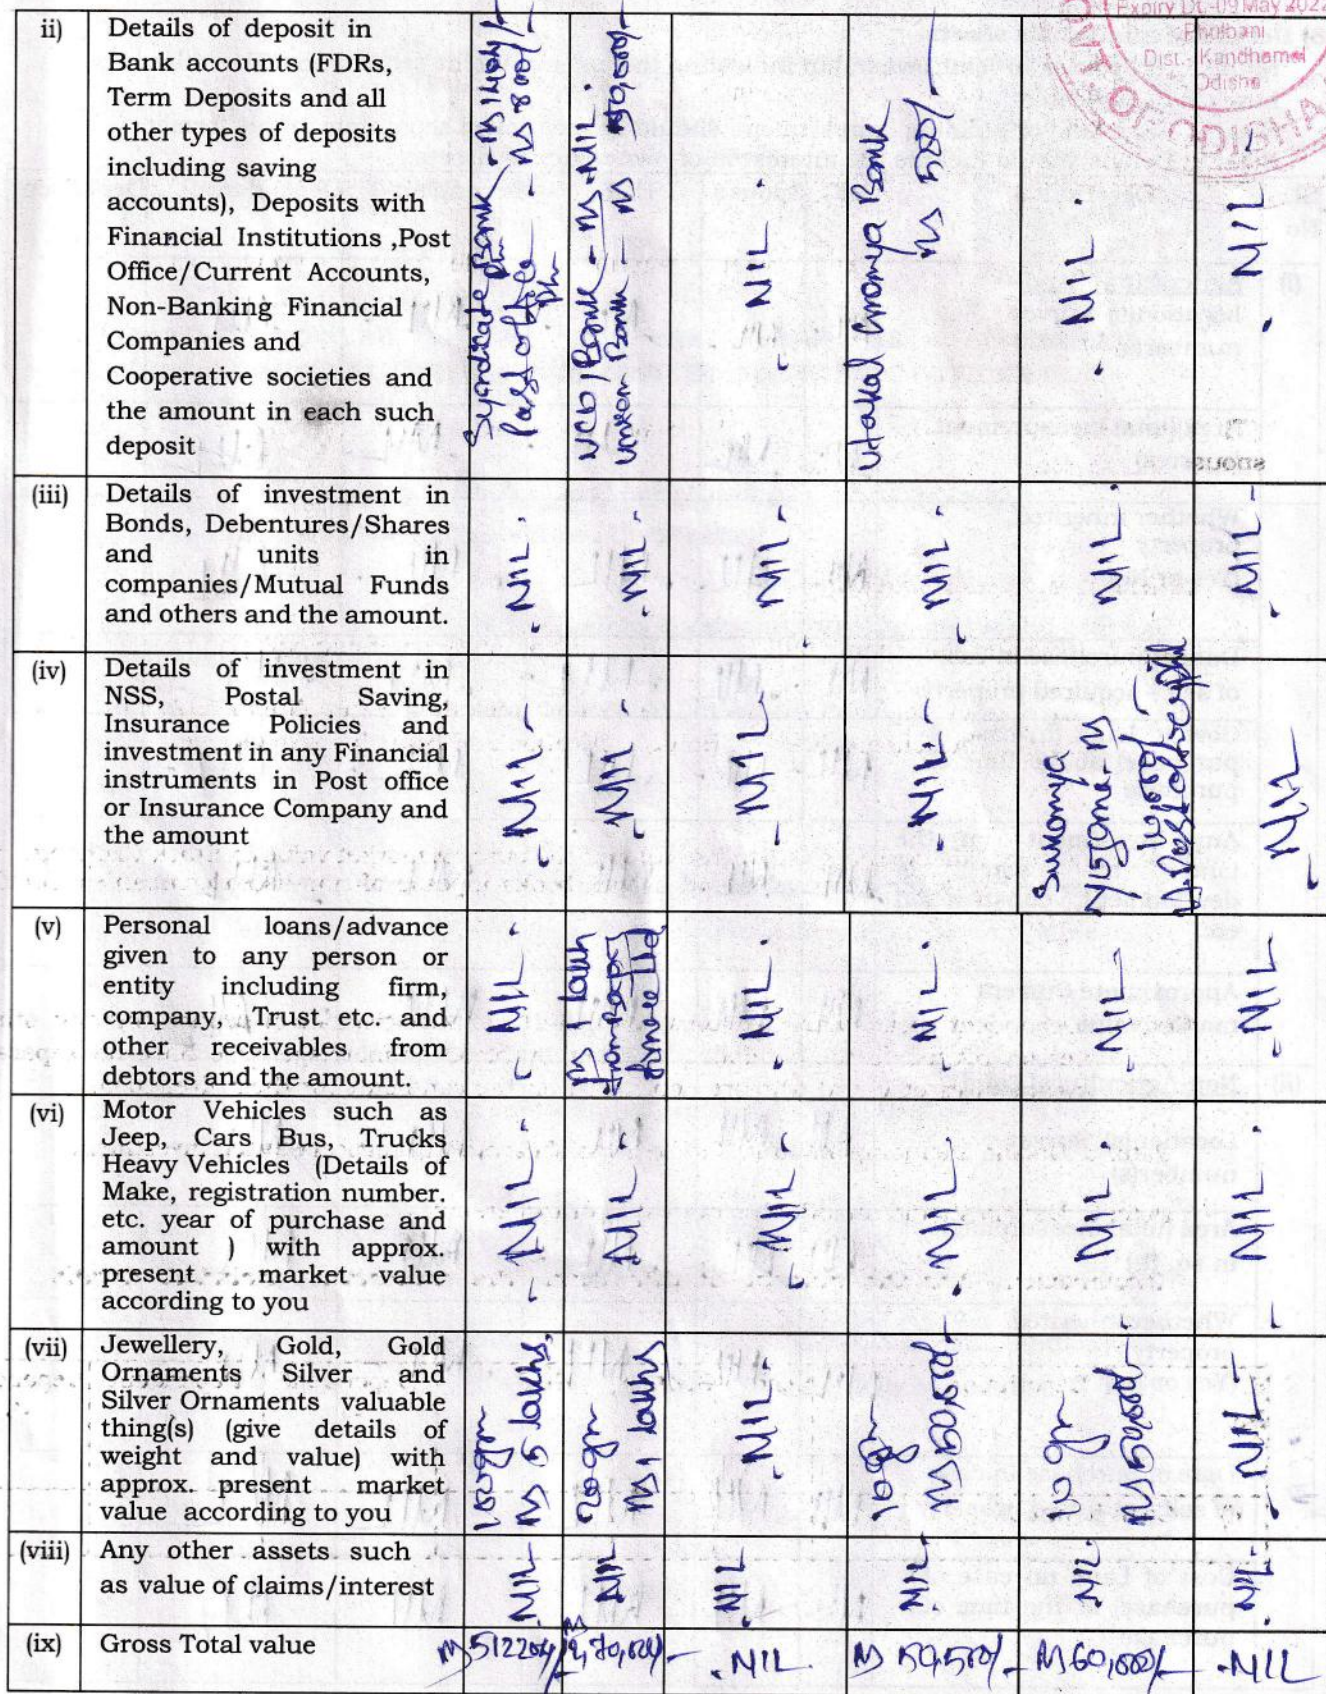 Expiry Dt.-09 May 2022
Phulbani
Dist.- Kandhamal
Odisha
OF ODISHA
ii)
Details of deposit in
Bank accounts (FDRs,
Term Deposits and all
other types of deposits
including saving
accounts), Deposits with
Financial Institutions ,Post
Office/Current Accounts,
Non-Banking Financial
Companies and
Cooperative societies and
the amount in each such
deposit
Syndicate Bank
Post office
UCO Bank - Rs. NIL.
Union Bank - Rs
- NIL -
Utakal Gramya Bank
Rs 500/-
- NIL -
- NIL -
(iii)
Details of investment in
Bonds, Debentures/Shares
and units in
companies/Mutual Funds
and others and the amount.
- NIL -
- NIL -
- NIL -
- NIL -
- NIL -
- NIL -
(iv)
Details of investment in
NSS, Postal Saving,
Insurance Policies and
investment in any Financial
instruments in Post office
or Insurance Company and
the amount
- NIL -
- NIL -
- NIL -
- NIL -
Sukanya
Yojana - Rs
- NIL -
(v)
Personal loans/advance
given to any person or
entity including firm,
company, Trust etc. and
other receivables from
debtors and the amount.
- NIL -
Rs 1 lakh
from Bajaj
finance ltd
- NIL -
- NIL -
- NIL -
- NIL -
(vi)
Motor Vehicles such as
Jeep, Cars Bus, Trucks
Heavy Vehicles (Details of
Make, registration number.
etc. year of purchase and
amount ) with approx.
present market value
according to you
- NIL -
- NIL -
- NIL -
- NIL -
- NIL -
- NIL -
(vii)
Jewellery, Gold, Gold
Ornaments Silver and
Silver Ornaments valuable
thing(s) (give details of
weight and value) with
approx. present market
value according to you
100gm
Rs 5 lakhs,
20gm
Rs 1 lakhs
- NIL -
10gm
Rs 50,000/-
10 gm
Rs 50,000/-
- NIL -
(viii)
Any other assets such
as value of claims/interest
- NIL -
NIL
- NIL -
NIL -
- NIL
- NIL -
(ix)
Gross Total value
Rs 512204/-
- NIL
Rs 50,500/-
Rs 60,000/-
- NIL